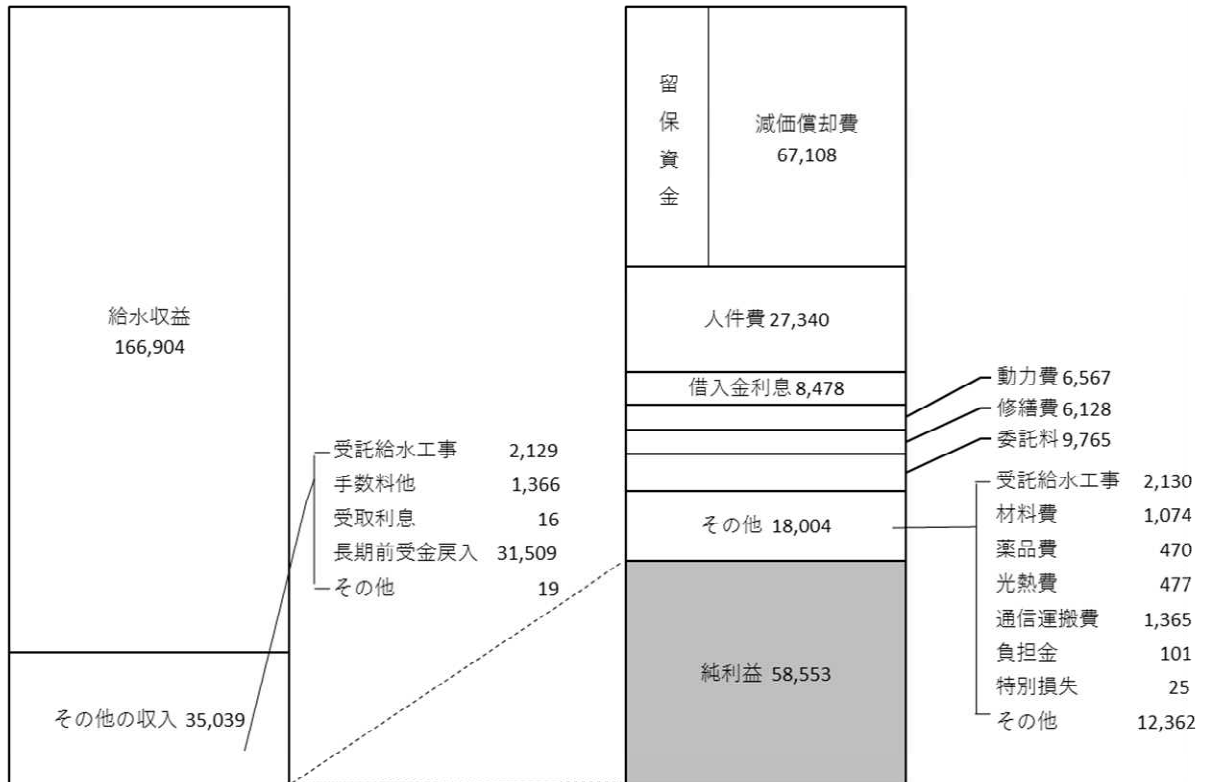 給水収益
166,904
その他の収入 35,039
受託給水工事 2,129
手数料他 1,366
受取利息 16
長期前受金戻入 31,509
その他 19
留保資金
減価償却費
67,108
人件費 27,340
借入金利息 8,478
動力費 6,567
修繕費 6,128
委託料 9,765
その他 18,004
受託給水工事 2,130
材料費 1,074
薬品費 470
光熱費 477
通信運搬費 1,365
負担金 101
特別損失 25
その他 12,362
純利益 58,553